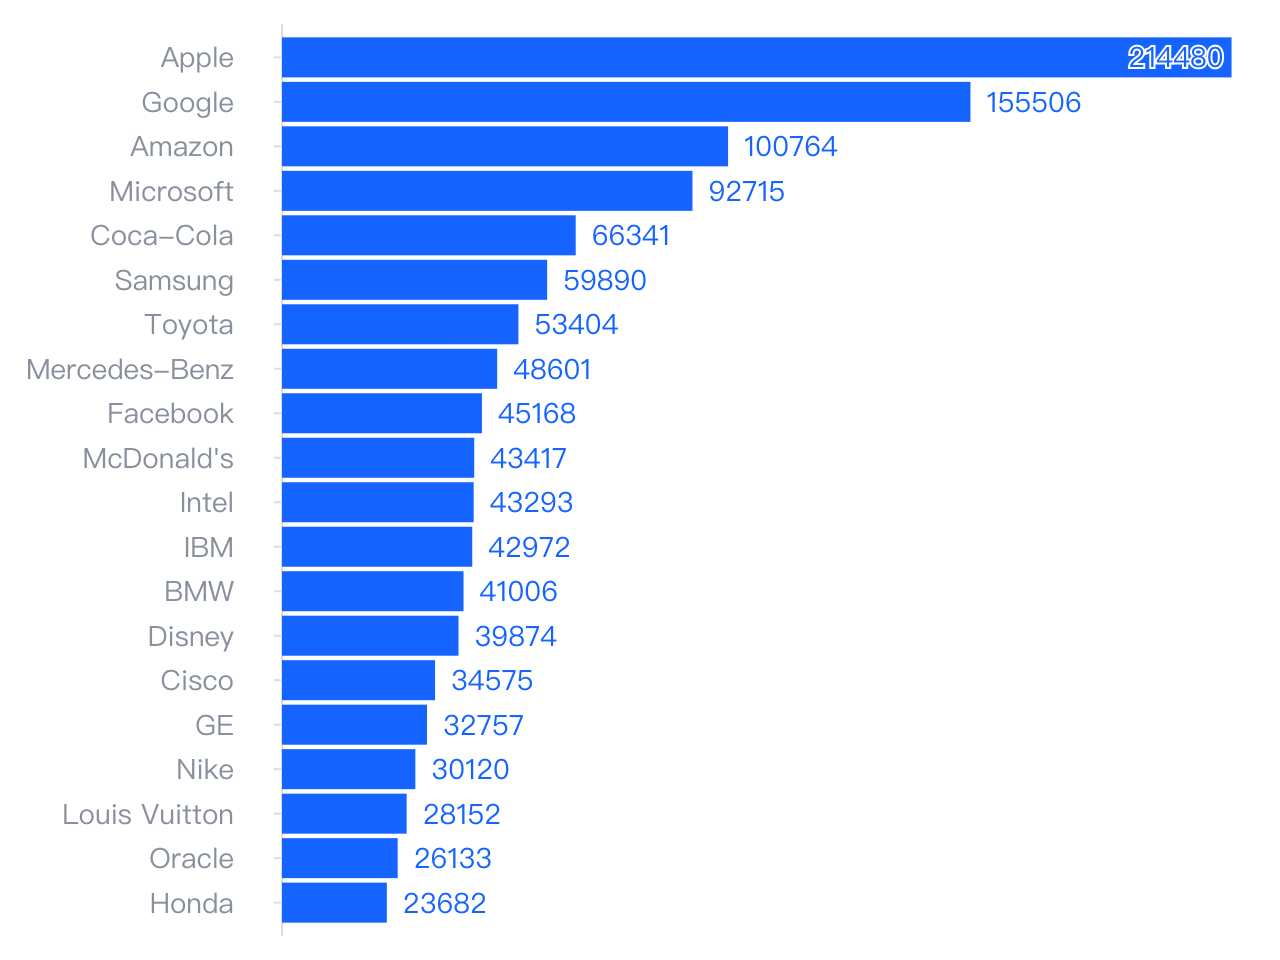 Apple 214480
Google 155506
Amazon 100764
Microsoft 92715
Coca-Cola 66341
Samsung 59890
Toyota 53404
Mercedes-Benz 48601
Facebook 45168
McDonald's 43417
Intel 43293
IBM 42972
BMW 41006
Disney 39874
Cisco 34575
GE 32757
Nike 30120
Louis Vuitton 28152
Oracle 26133
Honda 23682